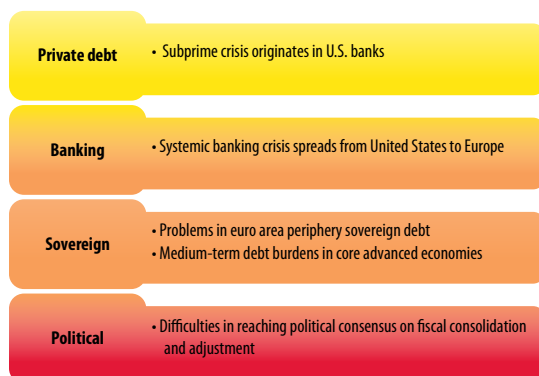 Private debt
• Subprime crisis originates in U.S. banks
Banking
• Systemic banking crisis spreads from United States to Europe
Sovereign
• Problems in euro area periphery sovereign debt
• Medium-term debt burdens in core advanced economies
Political
• Difficulties in reaching political consensus on fiscal consolidation
and adjustment